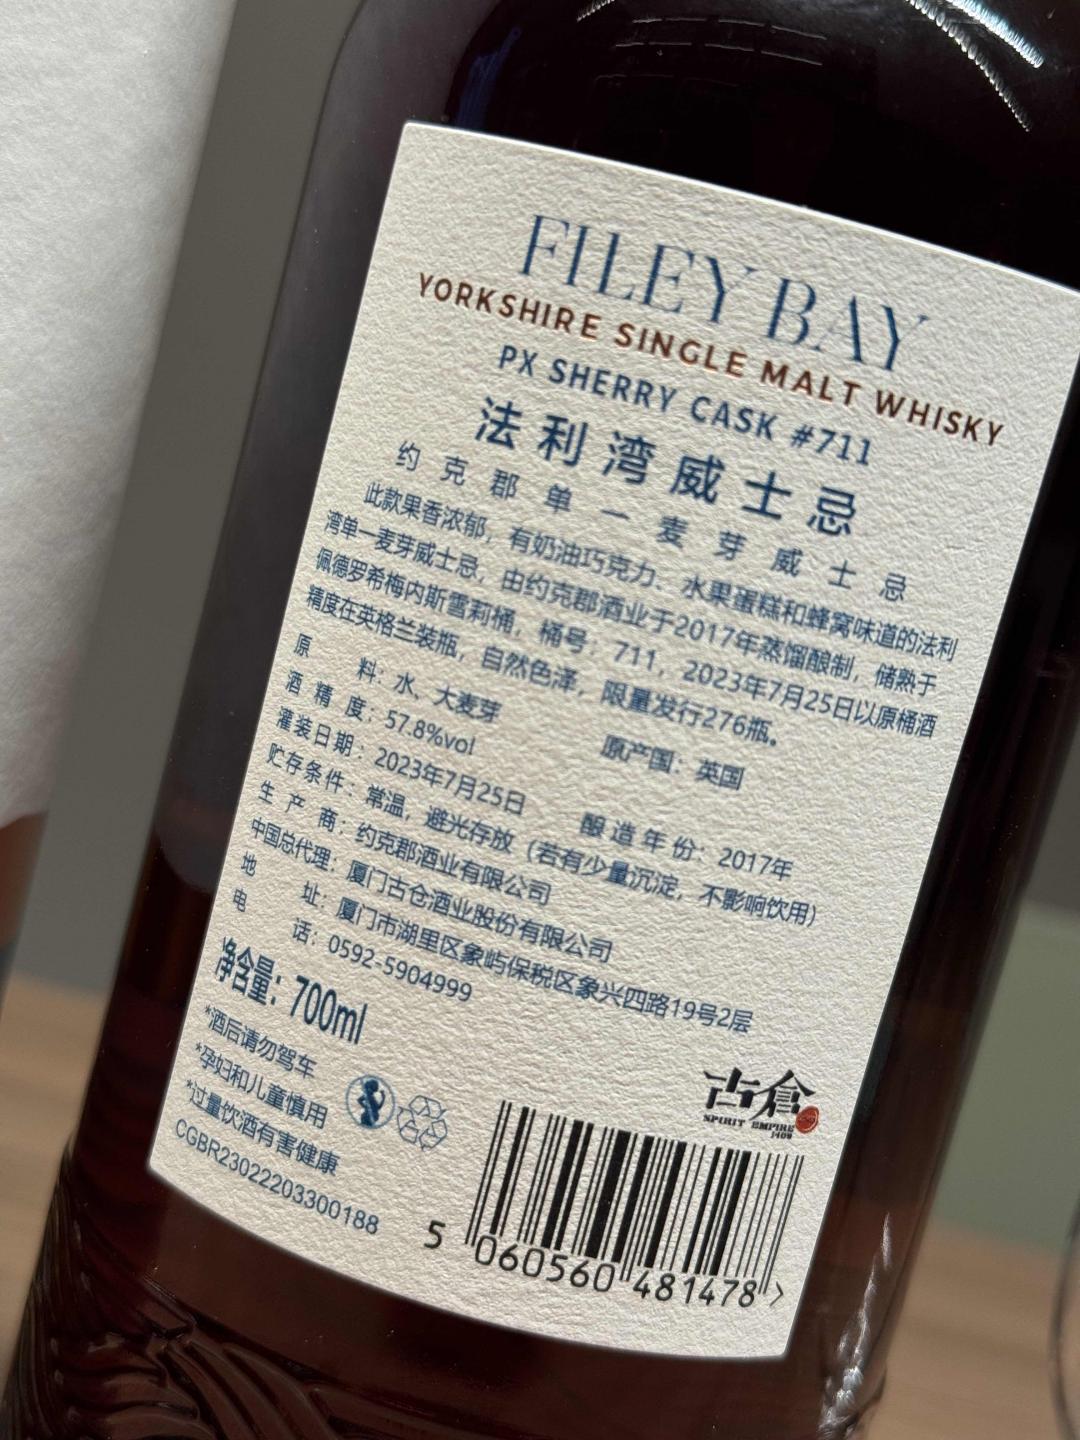 FILEY BAY
YORKSHIRE SINGLE MALT WHISKY
PX SHERRY CASK #711
法利湾威士忌
约克郡单一麦芽威士忌
此款果香浓郁，有奶油巧克力、水果蛋糕和蜂窝味道的法利
湾单一麦芽威士忌，由约克郡酒业于2017年蒸馏酿制，储熟于
佩德罗希梅内斯雪莉桶，桶号：711，2023年7月25日以原桶酒
精度在英格兰装瓶，自然色泽，限量发行276瓶。
原料：水、大麦芽 原产国：英国
酒精度：57.8%vol
灌装日期：2023年7月25日 酿造年份：2017年
贮存条件：常温，避光存放（若有少量沉淀，不影响饮用）
生产商：约克郡酒业有限公司
中国总代理：厦门古仓酒业股份有限公司
地址：厦门市湖里区象屿保税区象兴四路19号2层
电话：0592-5904999
净含量：700ml
*酒后请勿驾车
*孕妇和儿童慎用
*过量饮酒有害健康
CGBR23022203300188
古倉
SPIRIT EMPIRE
1409
5 060560 481478 >